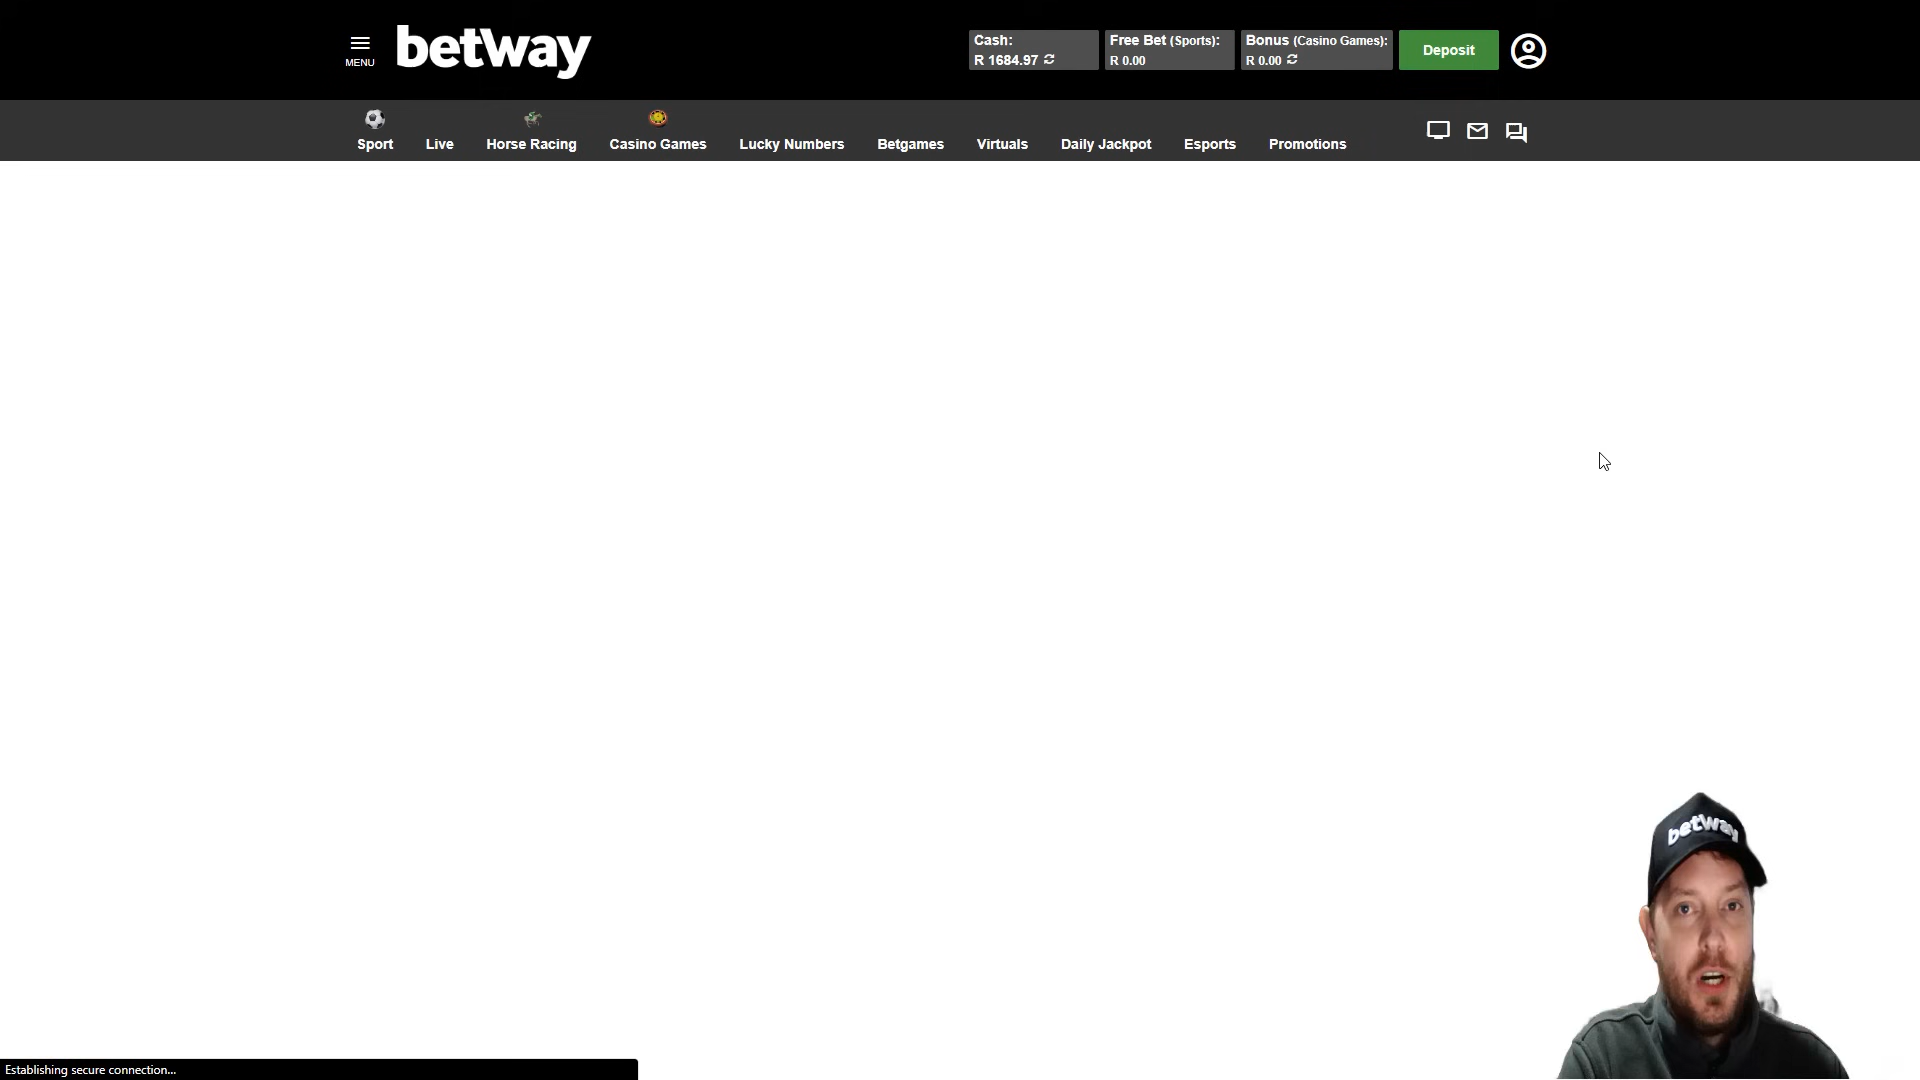 MENU
betway
Cash:
R 1684.97
Free Bet (Sports):
R 0.00
Bonus (Casino Games):
R 0.00
Deposit
Sport
Live
Horse Racing
Casino Games
Lucky Numbers
Betgames
Virtuals
Daily Jackpot
Esports
Promotions
betway
Establishing secure connection...